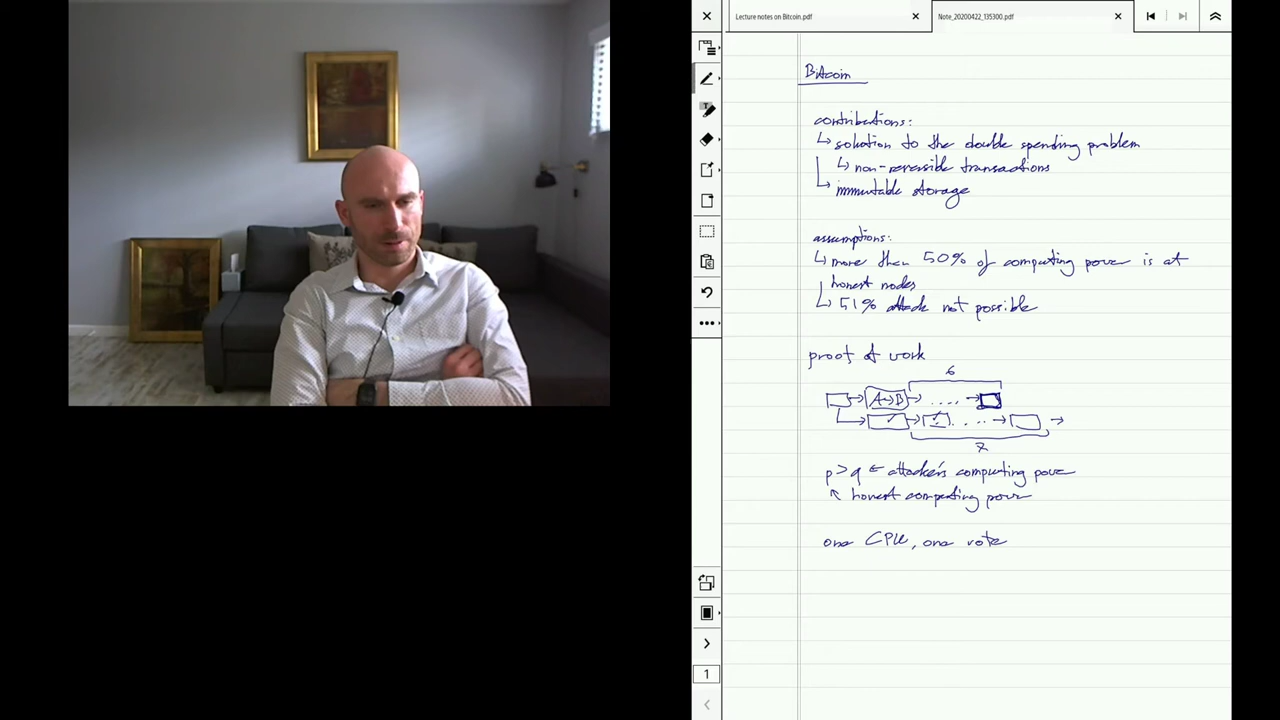 Lecture notes on Bitcoin.pdf
Note_20200422_135300.pdf
Bitcoin
contributions:
↳ solution to the double spending problem
↳ non-reversible transactions
↳ immutable storage
assumptions:
↳ more than 50% of computing power is at
honest nodes
↳ 51% attack not possible
proof of work
6
A→B
....
....
7
p > q ← attacker's computing power
↖ honest computing power
one CPU, one vote
1